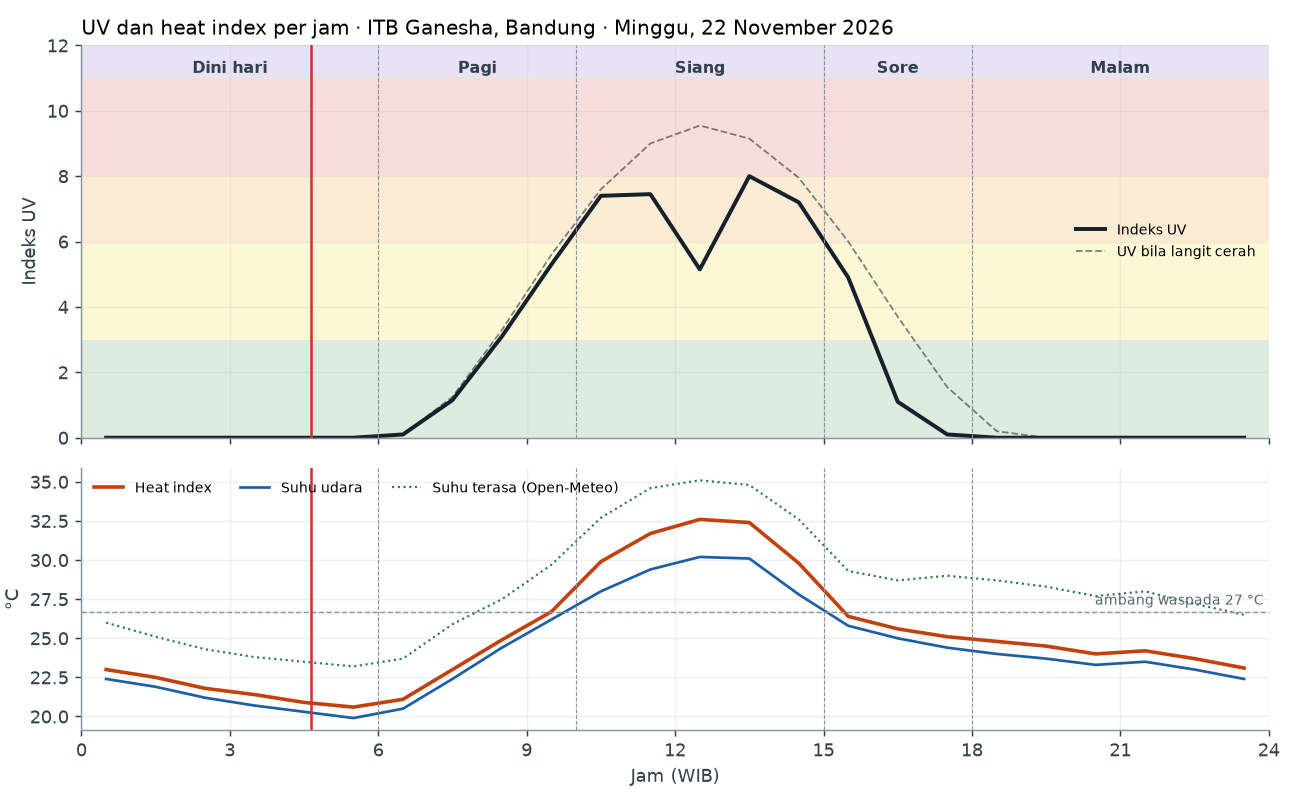 UV dan heat index per jam · ITB Ganesha, Bandung · Minggu, 22 November 2026
12
10
8
6
4
2
0
Indeks UV
Dini hari
Pagi
Siang
Sore
Malam
Indeks UV
UV bila langit cerah
35.0
32.5
30.0
27.5
25.0
22.5
20.0
°C
Heat index
Suhu udara
Suhu terasa (Open-Meteo)
ambang waspada 27 °C
0 3 6 9 12 15 18 21 24
Jam (WIB)